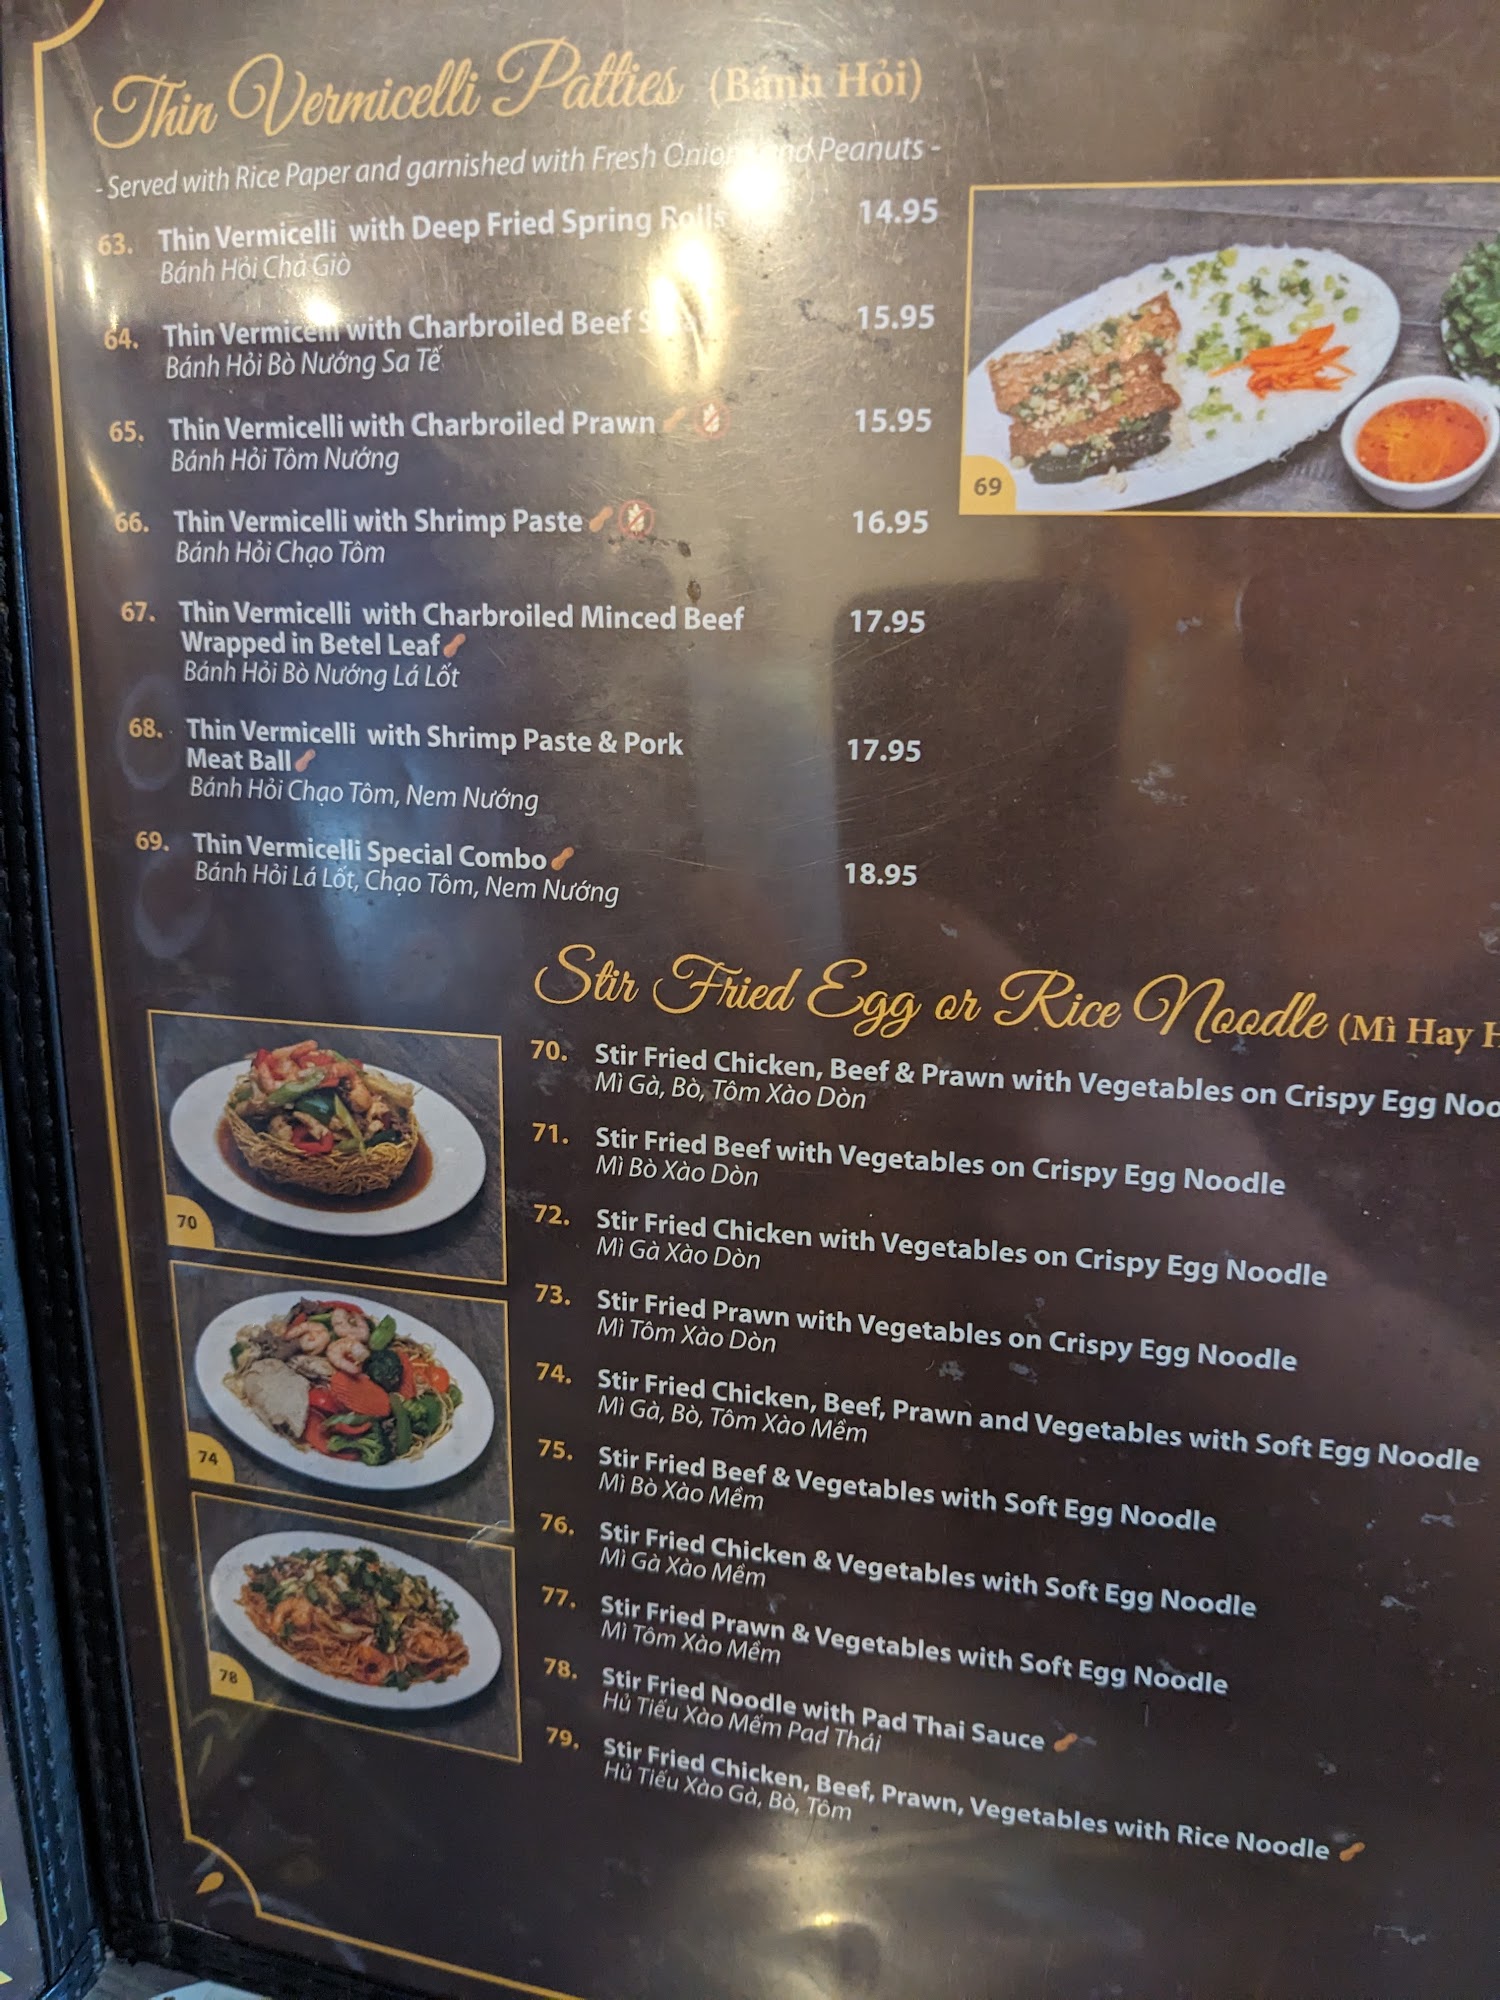 Thin Vermicelli Patties (Bánh Hỏi)
- Served with Rice Paper and garnished with Fresh and Peanuts -
63. Thin Vermicelli with Deep Fried Spring Rolls 14.95
Bánh Hỏi Chả Giò
64. Thin Vermicelli with Charbroiled Beef 15.95
Bánh Hỏi Bò Nướng Sa Tế
65. Thin Vermicelli with Charbroiled Prawn 15.95
Bánh Hỏi Tôm Nướng
66. Thin Vermicelli with Shrimp Paste 16.95
Bánh Hỏi Chạo Tôm
67. Thin Vermicelli with Charbroiled Minced Beef 17.95
Wrapped in Betel Leaf
Bánh Hỏi Bò Nướng Lá Lốt
68. Thin Vermicelli with Shrimp Paste & Pork 17.95
Meat Ball
Bánh Hỏi Chạo Tôm, Nem Nướng
69. Thin Vermicelli Special Combo 18.95
Bánh Hỏi Lá Lốt, Chạo Tôm, Nem Nướng
69
Stir Fried Egg or Rice Noodle (Mì Hay H
70. Stir Fried Chicken, Beef & Prawn with Vegetables on Crispy Egg Noo
Mì Gà, Bò, Tôm Xào Dòn
71. Stir Fried Beef with Vegetables on Crispy Egg Noodle
Mì Bò Xào Dòn
72. Stir Fried Chicken with Vegetables on Crispy Egg Noodle
Mì Gà Xào Dòn
73. Stir Fried Prawn with Vegetables on Crispy Egg Noodle
Mì Tôm Xào Dòn
74. Stir Fried Chicken, Beef, Prawn and Vegetables with Soft Egg Noodle
Mì Gà, Bò, Tôm Xào Mềm
75. Stir Fried Beef & Vegetables with Soft Egg Noodle
Mì Bò Xào Mềm
76. Stir Fried Chicken & Vegetables with Soft Egg Noodle
Mì Gà Xào Mềm
77. Stir Fried Prawn & Vegetables with Soft Egg Noodle
Mì Tôm Xào Mềm
78. Stir Fried Noodle with Pad Thai Sauce
Hủ Tiếu Xào Mềm Pad Thái
79. Stir Fried Chicken, Beef, Prawn, Vegetables with Rice Noodle
Hủ Tiếu Xào Gà, Bò, Tôm
70
74
78